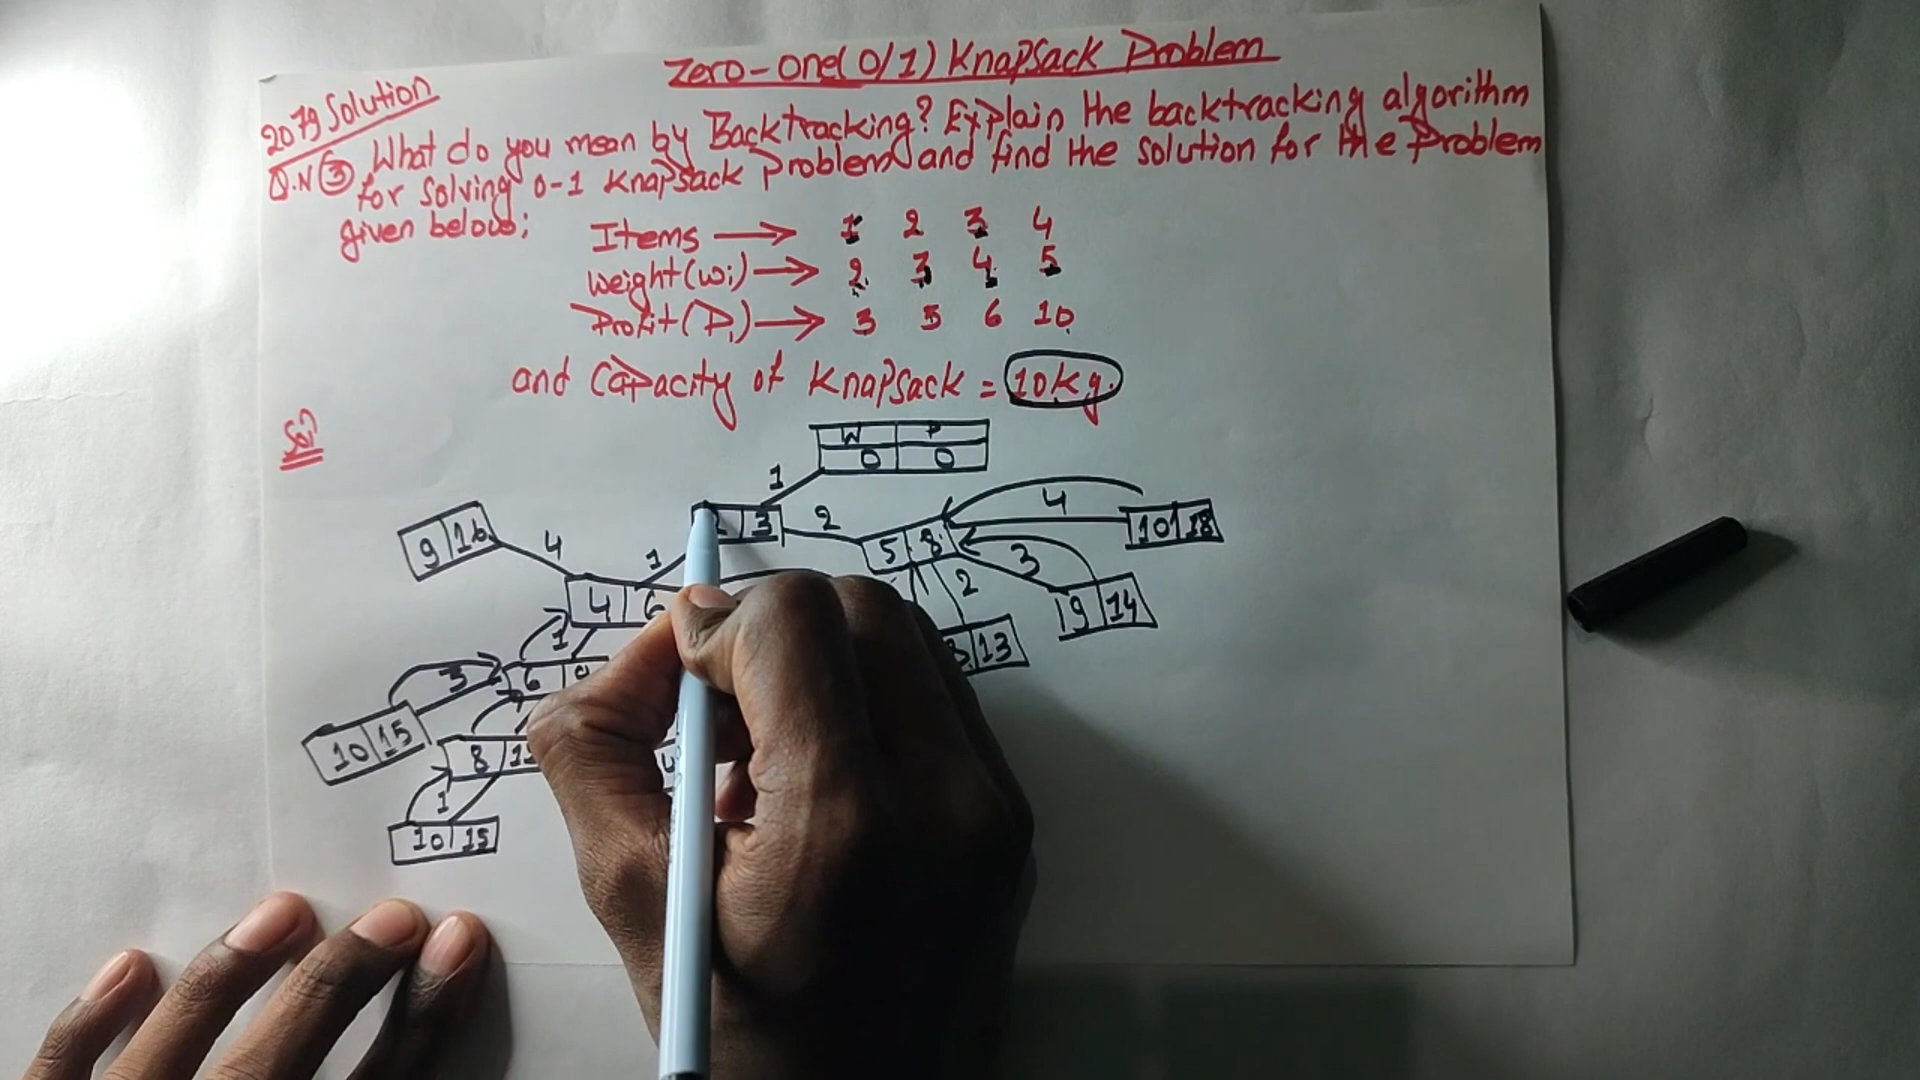 Zero-one(0/1) Knapsack Problem
2079 Solution
Q.N ③ What do you mean by Backtracking? Explain the backtracking algorithm
for solving 0-1 Knapsack Problem and find the solution for the Problem
given below;
Items → 1 2 3 4
Weight(wi) → 2 3 4 5
Profit(Pi) → 3 5 6 10
and Capacity of Knapsack = 10kg.
Sol
W P
0 0
1
3
2
5 8
4
10 18
9 16
4
1
4 6
3
9 14
2
13
1
6
3
10 15
8
1
10 15